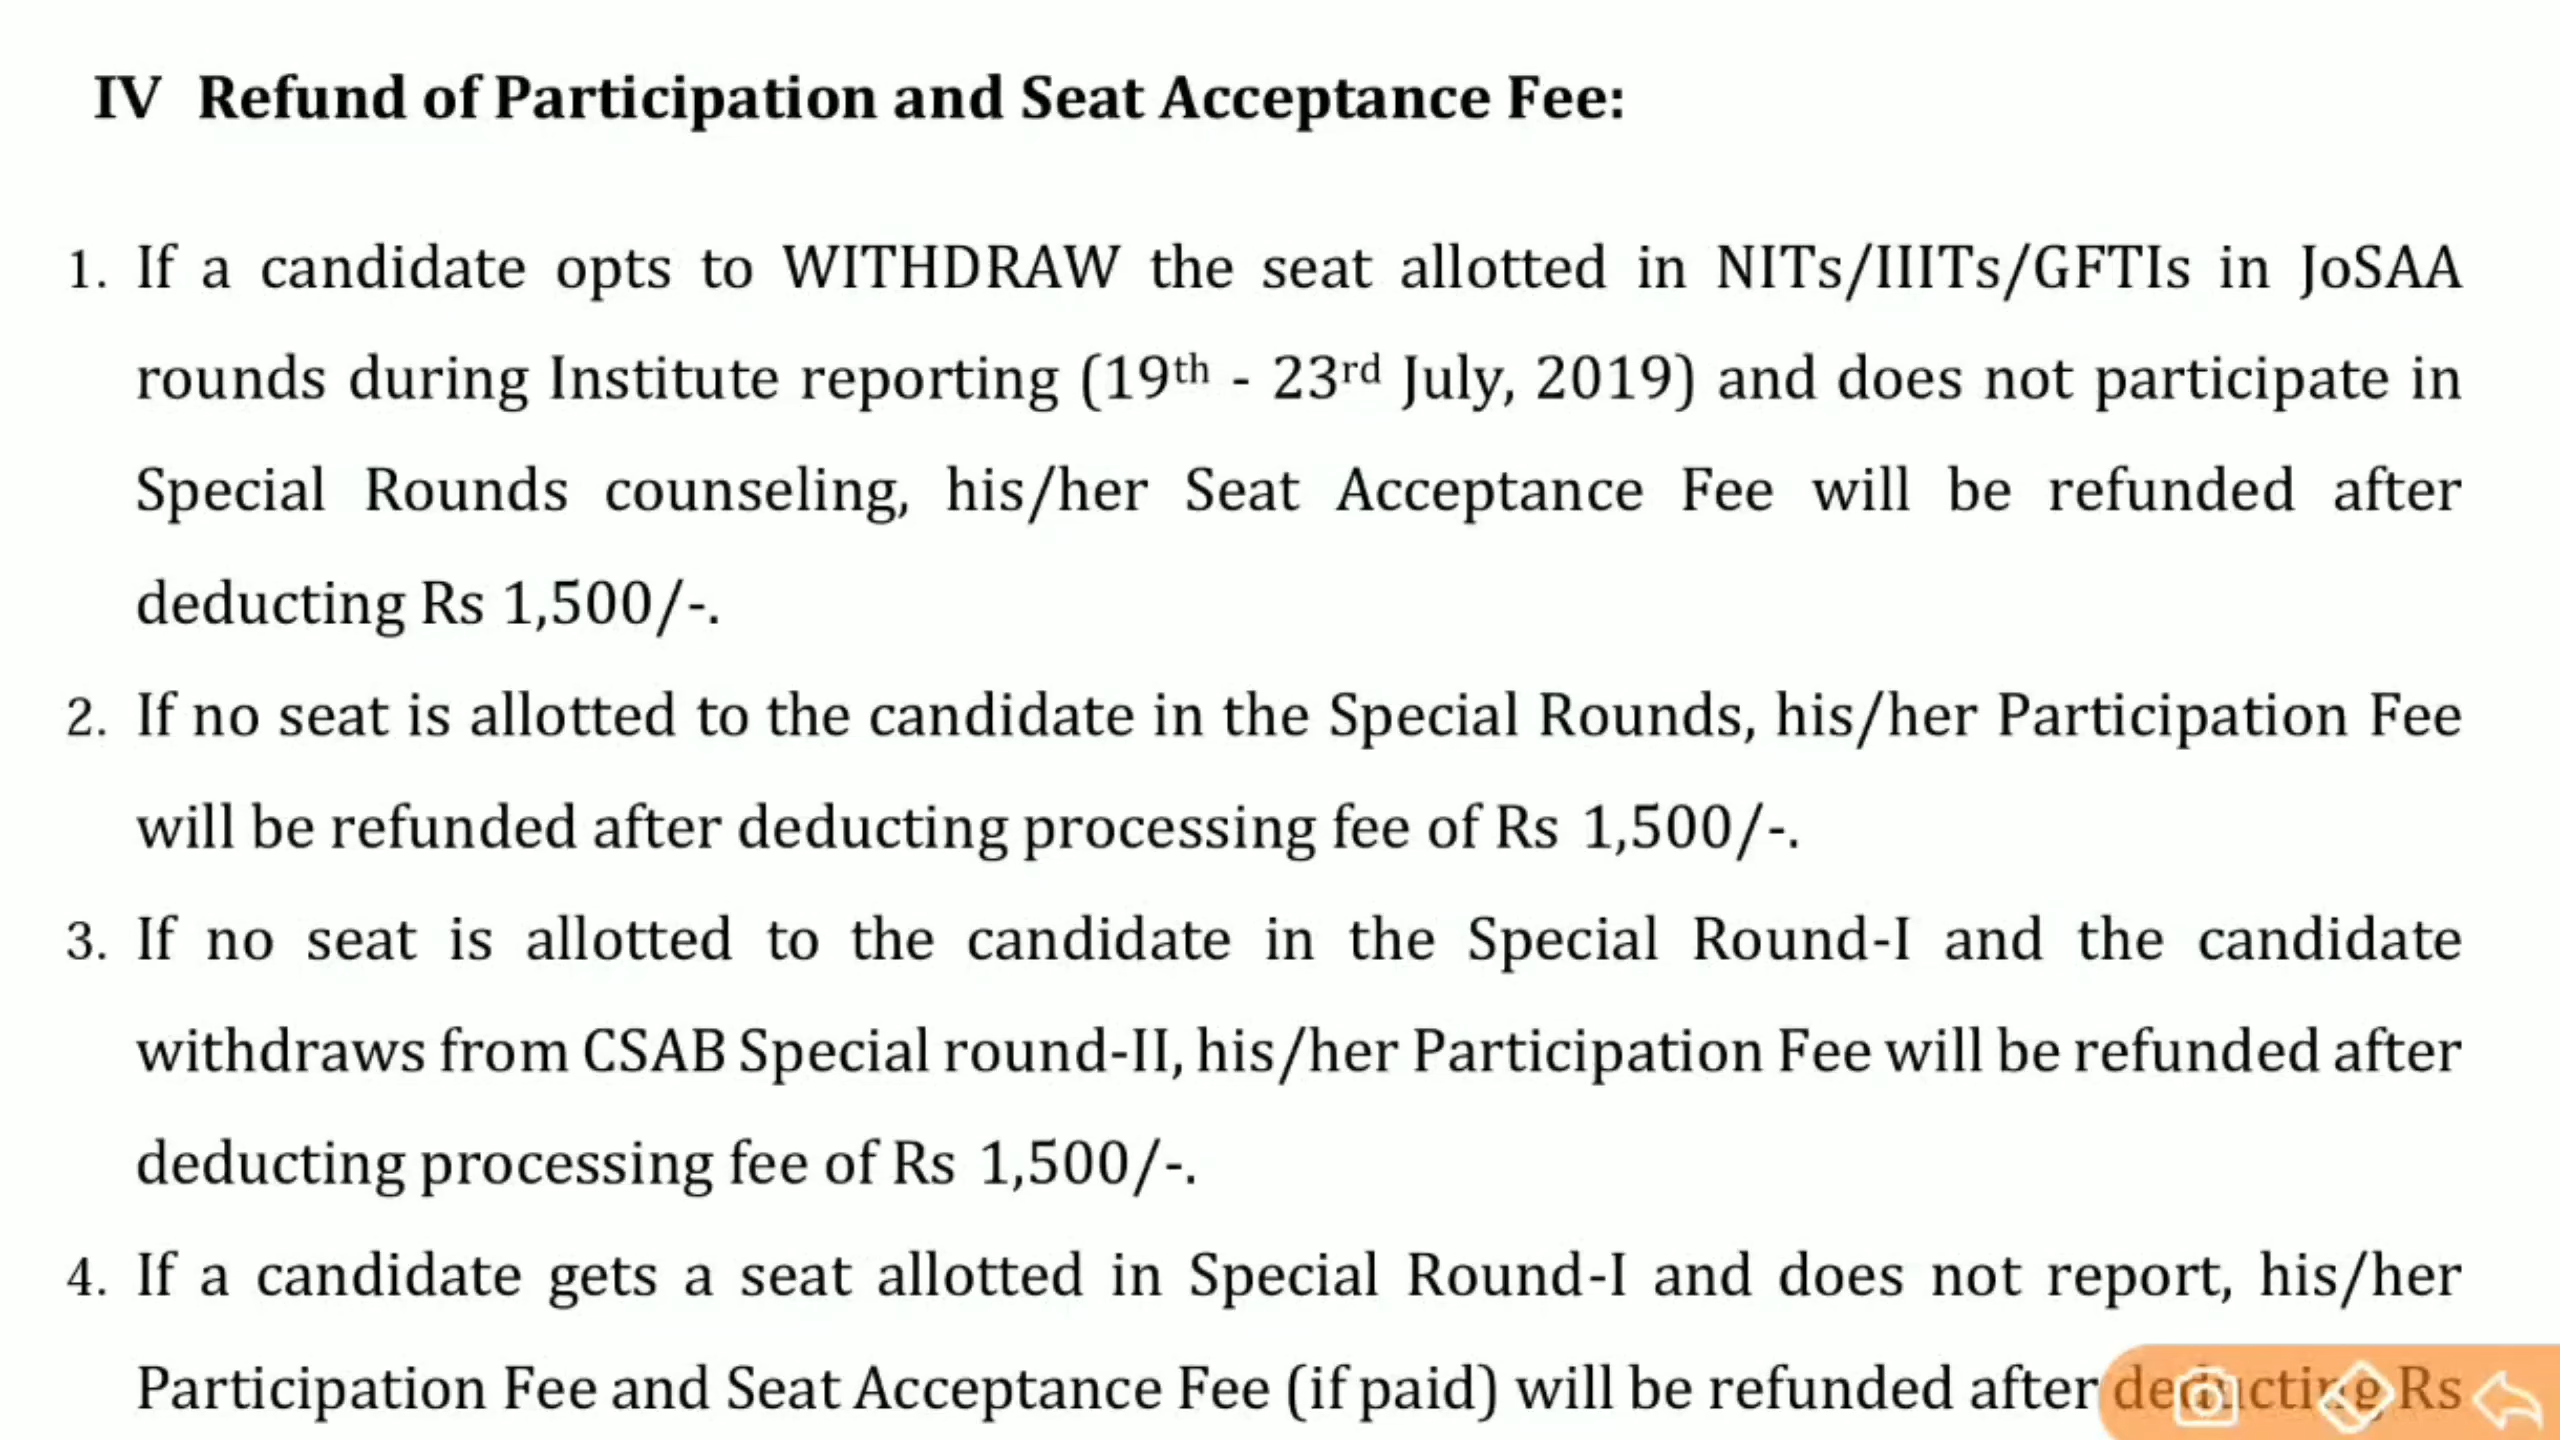 IV Refund of Participation and Seat Acceptance Fee:
1. If a candidate opts to WITHDRAW the seat allotted in NITs/IIITs/GFTIs in JoSAA
rounds during Institute reporting (19th - 23rd July, 2019) and does not participate in
Special Rounds counseling, his/her Seat Acceptance Fee will be refunded after
deducting Rs 1,500/-.
2. If no seat is allotted to the candidate in the Special Rounds, his/her Participation Fee
will be refunded after deducting processing fee of Rs 1,500/-.
3. If no seat is allotted to the candidate in the Special Round-I and the candidate
withdraws from CSAB Special round-II, his/her Participation Fee will be refunded after
deducting processing fee of Rs 1,500/-.
4. If a candidate gets a seat allotted in Special Round-I and does not report, his/her
Participation Fee and Seat Acceptance Fee (if paid) will be refunded after deducting Rs